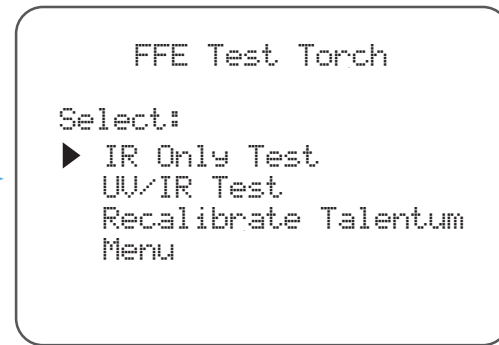 FFE Test Torch
Select:
IR Only Test
UV/IR Test
Recalibrate Talentum
Menu